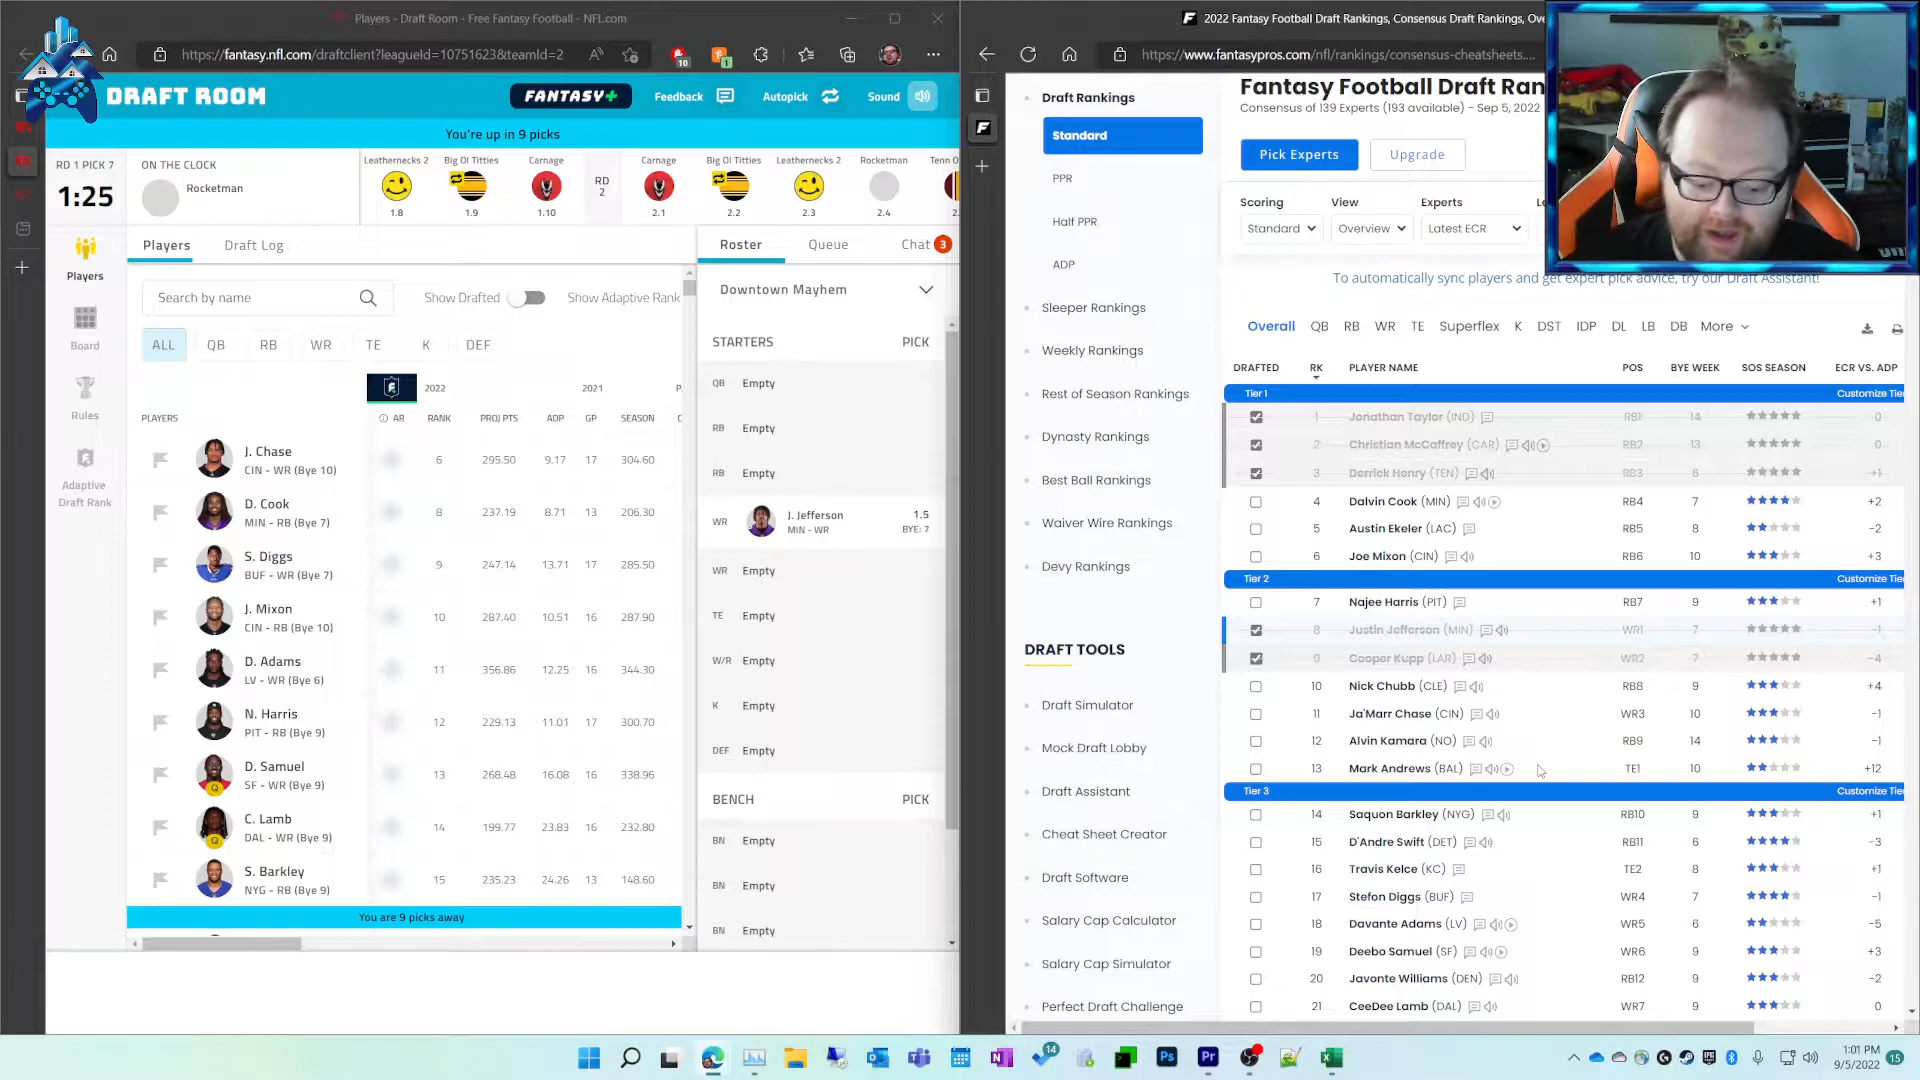 Players - Draft Room - Free Fantasy Football - NFL.com
https://fantasy.nfl.com/draftclient?leagueId=10751623&teamId=2
10
1
DRAFT ROOM
FANTASY+
Feedback
Autopick
Sound
You're up in 9 picks
RD 1 PICK 7
1:25
ON THE CLOCK
Rocketman
Leathernecks 2
1.8
Big Ol Titties
1.9
Carnage
1.10
RD 2
Carnage
2.1
Big Ol Titties
2.2
Leathernecks 2
2.3
Rocketman
2.4
Tenn O
2.
Players
Board
Rules
Adaptive Draft Rank
Players Draft Log
Search by name
Show Drafted
Show Adaptive Rank
ALL QB RB WR TE K DEF
2022 2021 P
PLAYERS AR RANK PROJ PTS ADP GP SEASON C
J. Chase
CIN - WR (Bye 10)
6 295.50 9.17 17 304.60
D. Cook
MIN - RB (Bye 7)
8 237.19 8.71 13 206.30
S. Diggs
BUF - WR (Bye 7)
9 247.14 13.71 17 285.50
J. Mixon
CIN - RB (Bye 10)
10 287.40 10.51 16 287.90
D. Adams
LV - WR (Bye 6)
11 356.86 12.25 16 344.30
N. Harris
PIT - RB (Bye 9)
12 229.13 11.01 17 300.70
D. Samuel
SF - WR (Bye 9)
Q
13 268.48 16.08 16 338.96
C. Lamb
DAL - WR (Bye 9)
Q
14 199.77 23.83 16 232.80
S. Barkley
NYG - RB (Bye 9)
15 235.23 24.26 13 148.60
You are 9 picks away
Roster Queue Chat 3
Downtown Mayhem
STARTERS PICK
QB Empty
RB Empty
RB Empty
WR J. Jefferson 1.5
MIN - WR BYE: 7
WR Empty
TE Empty
W/R Empty
K Empty
DEF Empty
BENCH PICK
BN Empty
BN Empty
BN Empty
2022 Fantasy Football Draft Rankings, Consensus Draft Rankings, Ove
https://www.fantasypros.com/nfl/rankings/consensus-cheatsheets...
Draft Rankings
Standard
PPR
Half PPR
ADP
Sleeper Rankings
Weekly Rankings
Rest of Season Rankings
Dynasty Rankings
Best Ball Rankings
Waiver Wire Rankings
Devy Rankings
DRAFT TOOLS
Draft Simulator
Mock Draft Lobby
Draft Assistant
Cheat Sheet Creator
Draft Software
Salary Cap Calculator
Salary Cap Simulator
Perfect Draft Challenge
Fantasy Football Draft Ran
Consensus of 139 Experts (193 available) - Sep 5, 2022
Pick Experts
Upgrade
Scoring View Experts
Standard Overview Latest ECR
To automatically sync players and get expert pick advice, try our Draft Assistant!
Overall QB RB WR TE Superflex K DST IDP DL LB DB More
DRAFTED RK PLAYER NAME POS BYE WEEK SOS SEASON ECR VS. ADP
Tier 1 Customize Tie
1 Jonathan Taylor (IND) RB1 14 0
2 Christian McCaffrey (CAR) RB2 13 0
3 Derrick Henry (TEN) RB3 6 +1
4 Dalvin Cook (MIN) RB4 7 +2
5 Austin Ekeler (LAC) RB5 8 -2
6 Joe Mixon (CIN) RB6 10 +3
Tier 2 Customize Tie
7 Najee Harris (PIT) RB7 9 +1
8 Justin Jefferson (MIN) WR1 7 -1
9 Cooper Kupp (LAR) WR2 7 -4
10 Nick Chubb (CLE) RB8 9 +4
11 Ja'Marr Chase (CIN) WR3 10 -1
12 Alvin Kamara (NO) RB9 14 -1
13 Mark Andrews (BAL) TE1 10 +12
Tier 3 Customize Tie
14 Saquon Barkley (NYG) RB10 9 +1
15 D'Andre Swift (DET) RB11 6 -3
16 Travis Kelce (KC) TE2 8 +1
17 Stefon Diggs (BUF) WR4 7 -1
18 Davante Adams (LV) WR5 6 -5
19 Deebo Samuel (SF) WR6 9 +3
20 Javonte Williams (DEN) RB12 9 -2
21 CeeDee Lamb (DAL) WR7 9 0
14
Ps
Pr
1:01 PM
9/5/2022
15